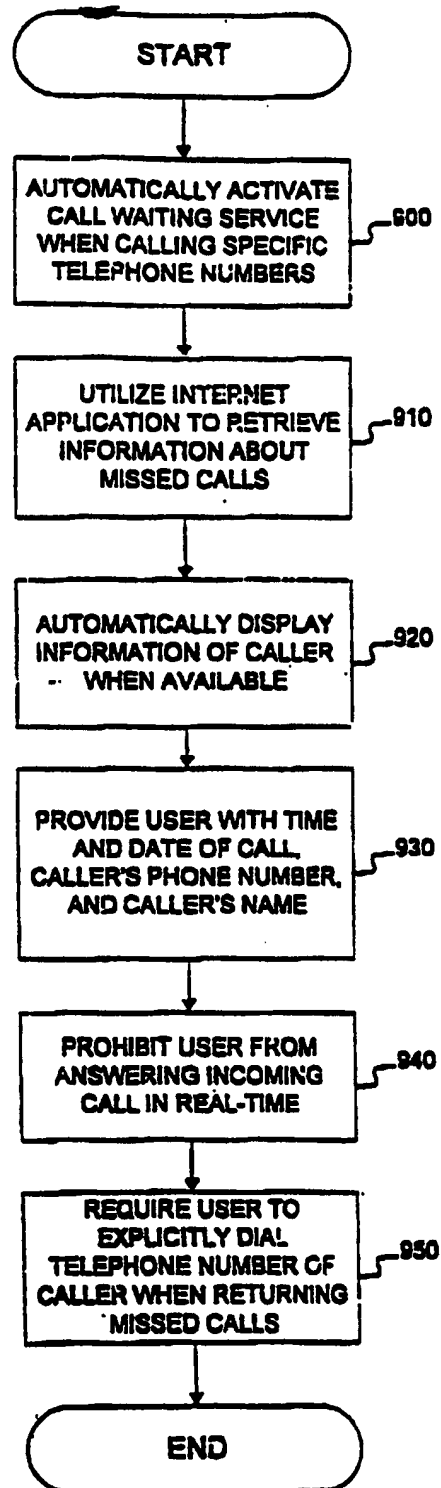 START
AUTOMATICALLY ACTIVATE
CALL WAITING SERVICE
WHEN CALLING SPECIFIC
TELEPHONE NUMBERS
900
UTILIZE INTERNET
APPLICATION TO RETRIEVE
INFORMATION ABOUT
MISSED CALLS
910
AUTOMATICALLY DISPLAY
INFORMATION OF CALLER
WHEN AVAILABLE
920
PROVIDE USER WITH TIME
AND DATE OF CALL,
CALLER'S PHONE NUMBER,
AND CALLER'S NAME
930
PROHIBIT USER FROM
ANSWERING INCOMING
CALL IN REAL-TIME
940
REQUIRE USER TO
EXPLICITLY DIAL
TELEPHONE NUMBER OF
CALLER WHEN RETURNING
MISSED CALLS
950
END